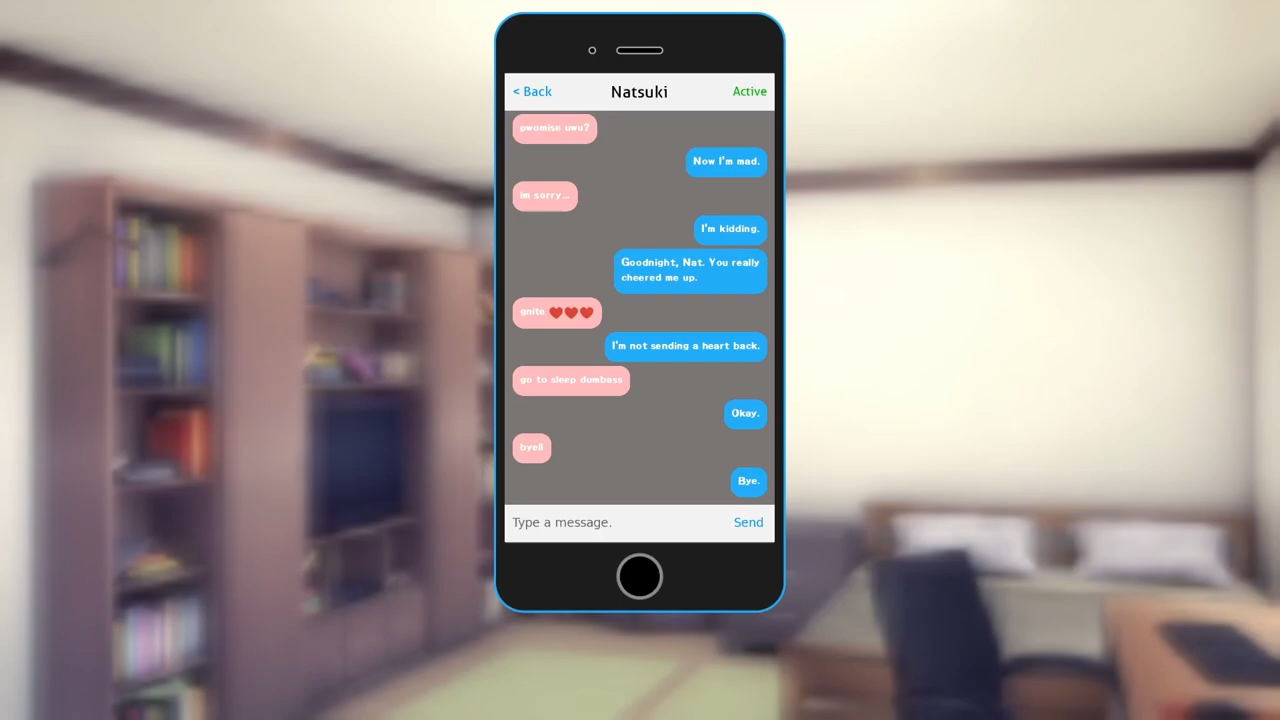 < Back Natsuki Active
pwomise uwu?
Now I'm mad.
im sorry...
I'm kidding.
Goodnight, Nat. You really
cheered me up.
gnite ❤❤❤
I'm not sending a heart back.
go to sleep dumbass
Okay.
byeII
Bye.
Type a message. Send